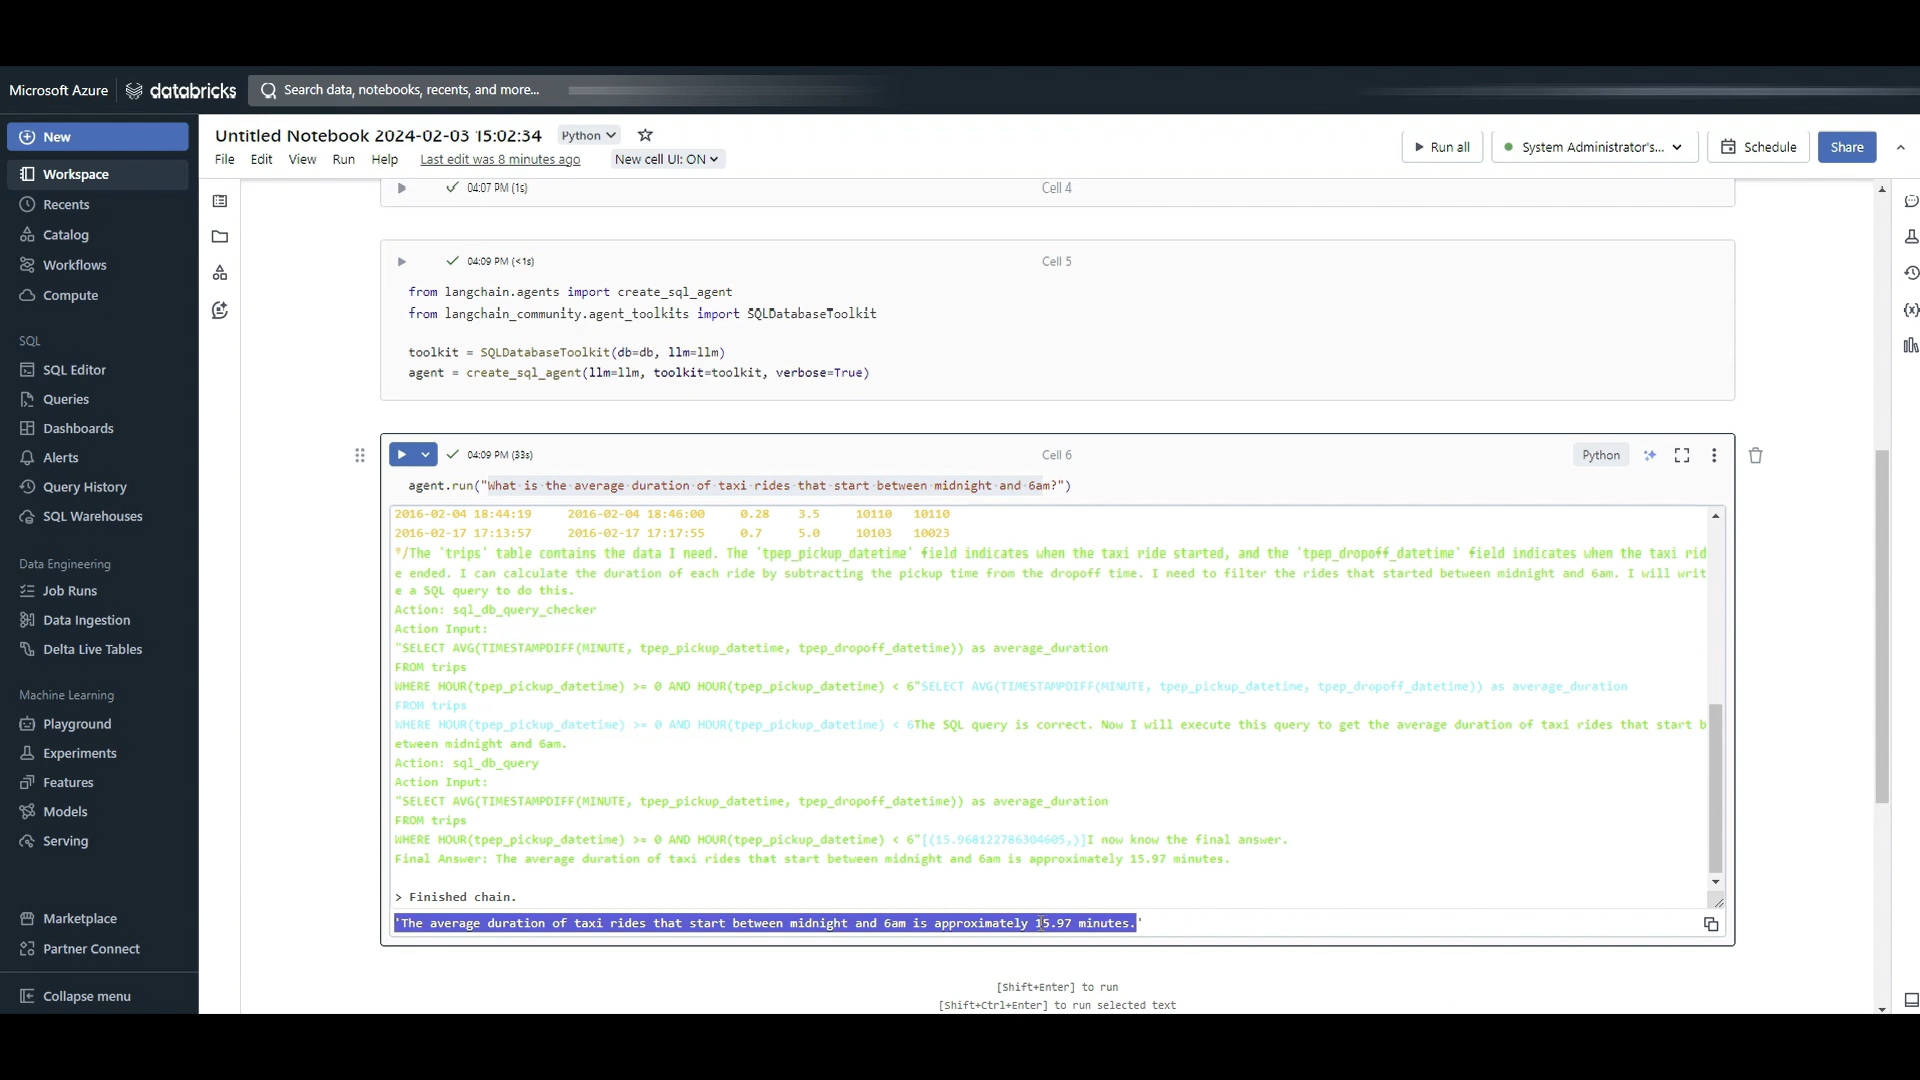 Microsoft Azure databricks Search data, notebooks, recents, and more...
New
Workspace
Recents
Catalog
Workflows
Compute
SQL
SQL Editor
Queries
Dashboards
Alerts
Query History
SQL Warehouses
Data Engineering
Job Runs
Data Ingestion
Delta Live Tables
Machine Learning
Playground
Experiments
Features
Models
Serving
Marketplace
Partner Connect
Collapse menu
Untitled Notebook 2024-02-03 15:02:34 Python
File Edit View Run Help Last edit was 8 minutes ago New cell UI: ON
Run all System Administrator's... Schedule Share
04:07 PM (1s) Cell 4
04:09 PM (<1s) Cell 5
from langchain.agents import create_sql_agent
from langchain_community.agent_toolkits import SQLDatabaseToolkit
toolkit = SQLDatabaseToolkit(db=db, llm=llm)
agent = create_sql_agent(llm=llm, toolkit=toolkit, verbose=True)
04:09 PM (33s) Cell 6 Python
agent.run("What is the average duration of taxi rides that start between midnight and 6am?")
2016-02-04 18:44:19 2016-02-04 18:46:00 0.28 3.5 10110 10110
2016-02-17 17:13:57 2016-02-17 17:17:55 0.7 5.0 10103 10023
*/The 'trips' table contains the data I need. The 'tpep_pickup_datetime' field indicates when the taxi ride started, and the 'tpep_dropoff_datetime' field indicates when the taxi rid
e ended. I can calculate the duration of each ride by subtracting the pickup time from the dropoff time. I need to filter the rides that started between midnight and 6am. I will writ
e a SQL query to do this.
Action: sql_db_query_checker
Action Input:
"SELECT AVG(TIMESTAMPDIFF(MINUTE, tpep_pickup_datetime, tpep_dropoff_datetime)) as average_duration
FROM trips
WHERE HOUR(tpep_pickup_datetime) >= 0 AND HOUR(tpep_pickup_datetime) < 6"SELECT AVG(TIMESTAMPDIFF(MINUTE, tpep_pickup_datetime, tpep_dropoff_datetime)) as average_duration
FROM trips
WHERE HOUR(tpep_pickup_datetime) >= 0 AND HOUR(tpep_pickup_datetime) < 6The SQL query is correct. Now I will execute this query to get the average duration of taxi rides that start b
etween midnight and 6am.
Action: sql_db_query
Action Input:
"SELECT AVG(TIMESTAMPDIFF(MINUTE, tpep_pickup_datetime, tpep_dropoff_datetime)) as average_duration
FROM trips
WHERE HOUR(tpep_pickup_datetime) >= 0 AND HOUR(tpep_pickup_datetime) < 6"[(15.968122786304605,)]I now know the final answer.
Final Answer: The average duration of taxi rides that start between midnight and 6am is approximately 15.97 minutes.
> Finished chain.
'The average duration of taxi rides that start between midnight and 6am is approximately 15.97 minutes.'
[Shift+Enter] to run
[Shift+Ctrl+Enter] to run selected text